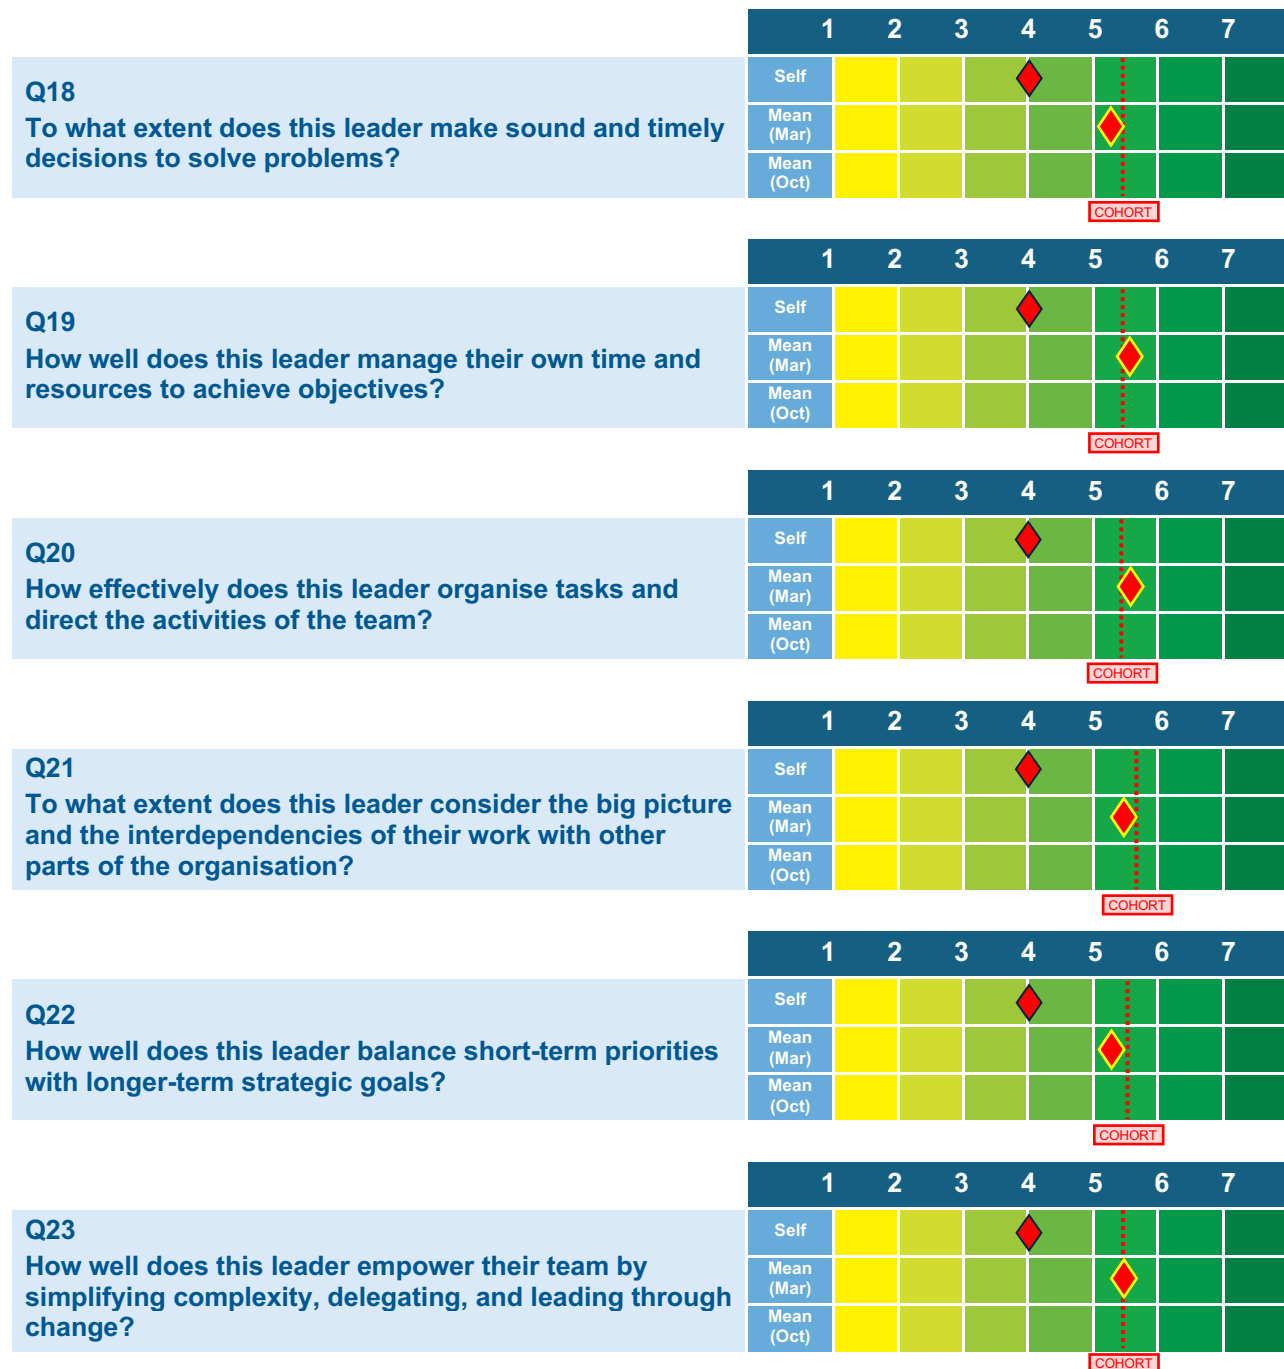 1 2 3 4 5 6 7
Q18
To what extent does this leader make sound and timely
decisions to solve problems?
Self
Mean
(Mar)
Mean
(Oct)
COHORT
1 2 3 4 5 6 7
Q19
How well does this leader manage their own time and
resources to achieve objectives?
Self
Mean
(Mar)
Mean
(Oct)
COHORT
1 2 3 4 5 6 7
Q20
How effectively does this leader organise tasks and
direct the activities of the team?
Self
Mean
(Mar)
Mean
(Oct)
COHORT
1 2 3 4 5 6 7
Q21
To what extent does this leader consider the big picture
and the interdependencies of their work with other
parts of the organisation?
Self
Mean
(Mar)
Mean
(Oct)
COHORT
1 2 3 4 5 6 7
Q22
How well does this leader balance short-term priorities
with longer-term strategic goals?
Self
Mean
(Mar)
Mean
(Oct)
COHORT
1 2 3 4 5 6 7
Q23
How well does this leader empower their team by
simplifying complexity, delegating, and leading through
change?
Self
Mean
(Mar)
Mean
(Oct)
COHORT